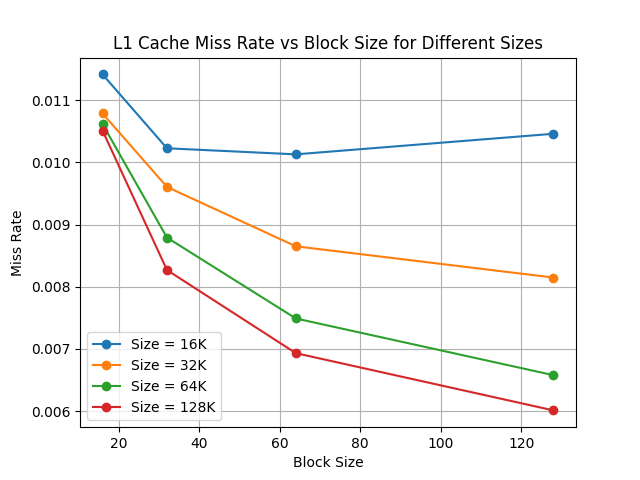 L1 Cache Miss Rate vs Block Size for Different Sizes
0.011
0.010
0.009
0.008
0.007
0.006
Miss Rate
Size = 16K
Size = 32K
Size = 64K
Size = 128K
20 40 60 80 100 120
Block Size